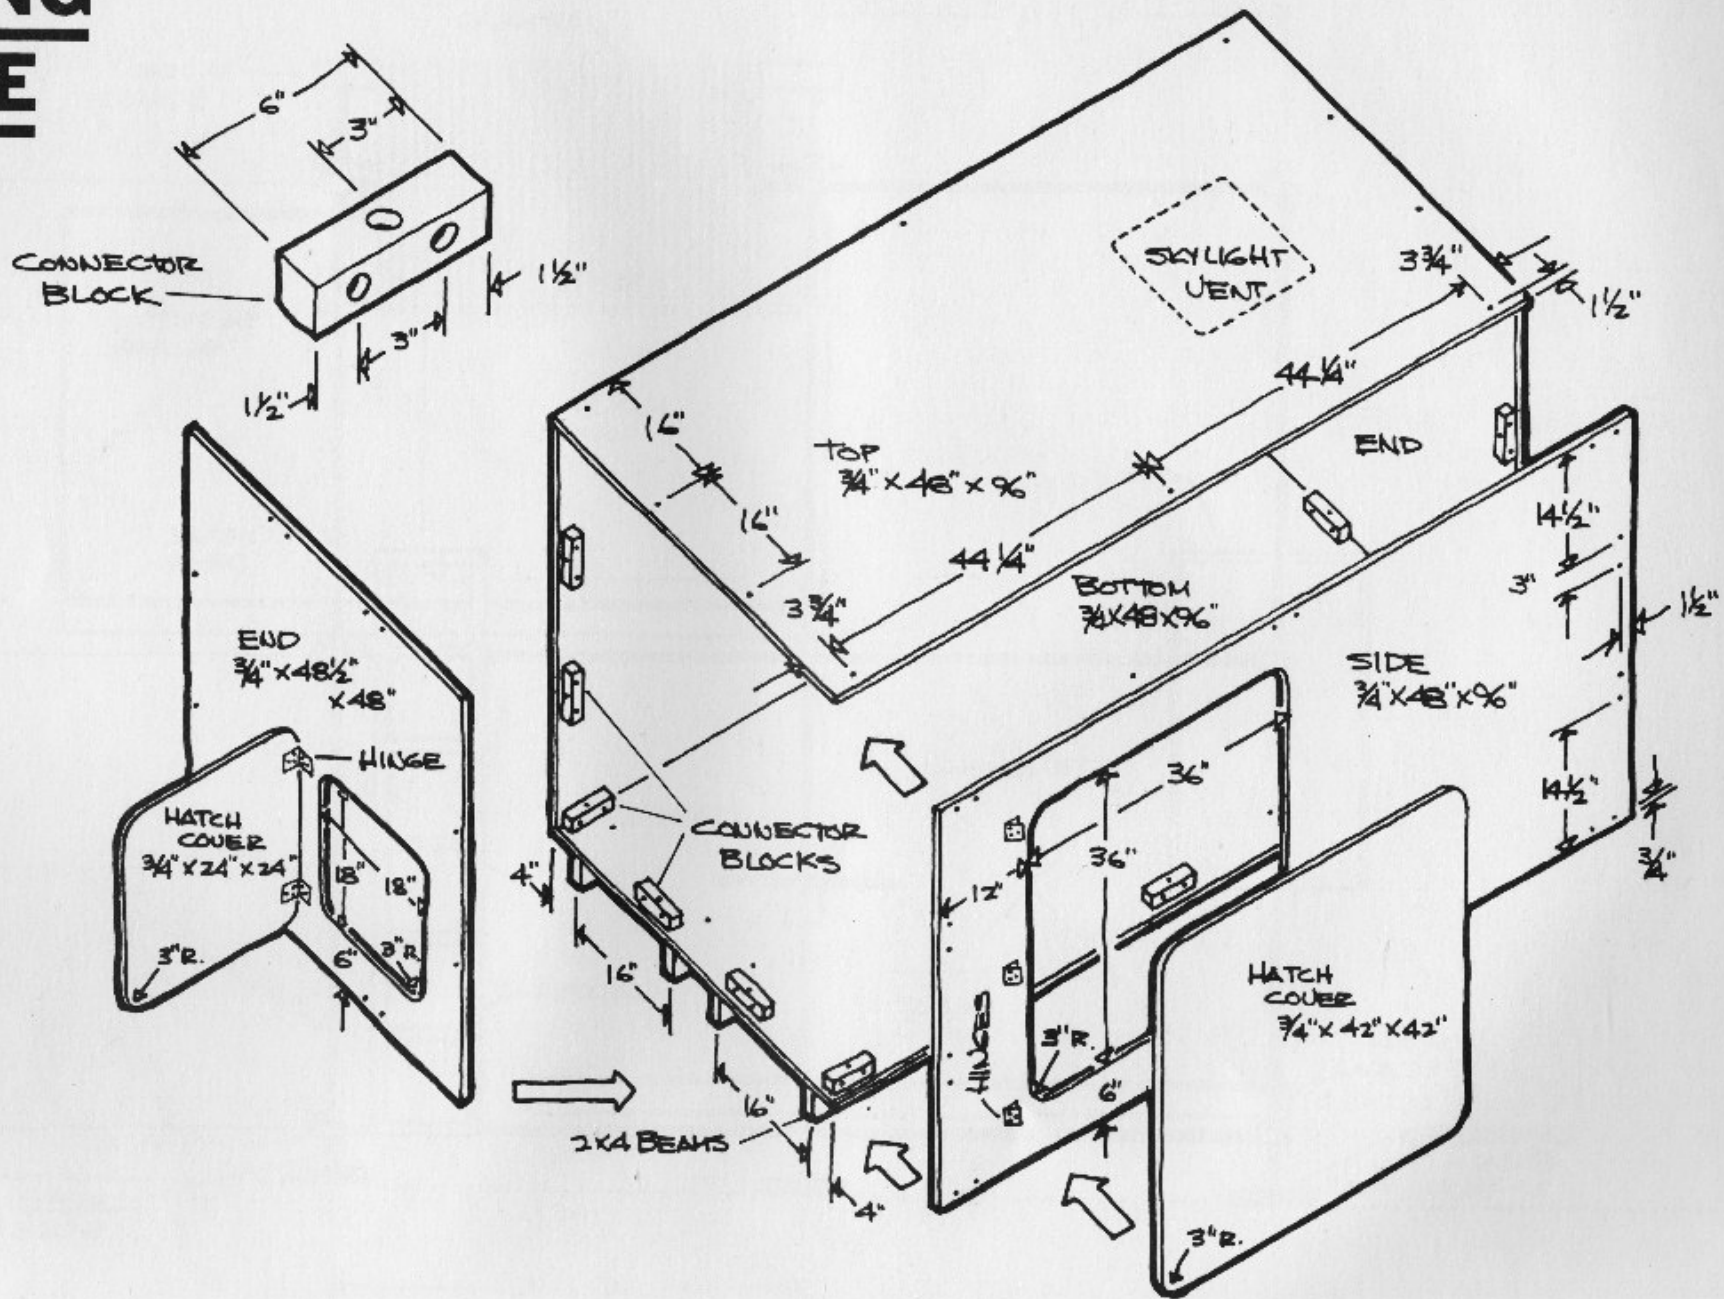 NG
E
6"
3"
CONNECTOR
BLOCK
1½"
3"
1½"
SKYLIGHT
VENT
3¾"
1½"
44¼"
16"
TOP
¾" X 48" X 96"
END
16"
44¼"
3¾"
BOTTOM
¾X48X96"
14½"
3"
1½"
SIDE
¾"X48"X96"
14½"
¾"
END
¾"X48½"
X48"
HINGE
HATCH
COVER
¾"X24"X24"
18"
18"
3"R.
6"
3"R.
CONNECTOR
BLOCKS
4"
16"
16"
2X4 BEAMS
4"
36"
36"
12"
HINGES
3"R.
6"
HATCH
COVER
¾"X 42"X42"
3"R.